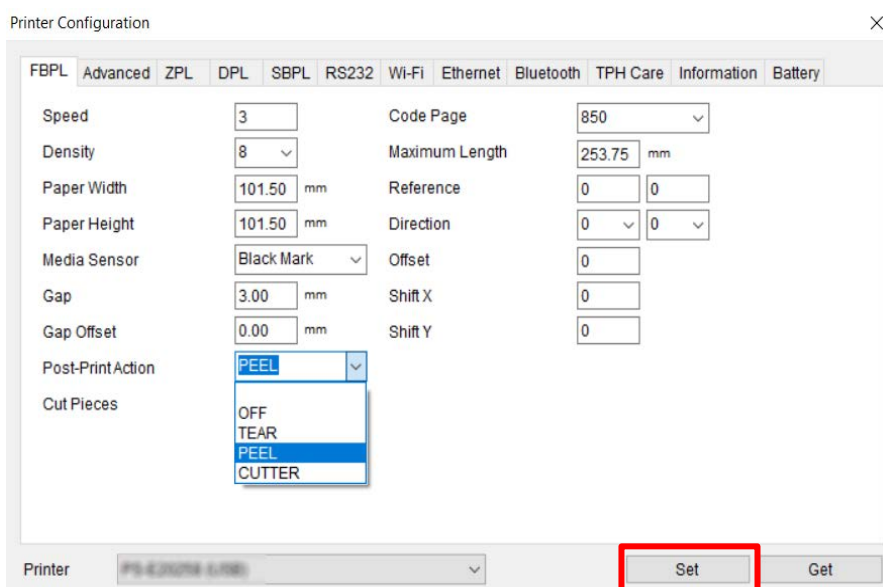 Printer Configuration
FBPL Advanced ZPL DPL SBPL RS232 Wi-Fi Ethernet Bluetooth TPH Care Information Battery
Speed 3 Code Page 850
Density 8 Maximum Length 253.75 mm
Paper Width 101.50 mm Reference 0 0
Paper Height 101.50 mm Direction 0 0
Media Sensor Black Mark Offset 0
Gap 3.00 mm Shift X 0
Gap Offset 0.00 mm Shift Y 0
Post-Print Action PEEL
Cut Pieces
OFF
TEAR
PEEL
CUTTER
Printer Set Get